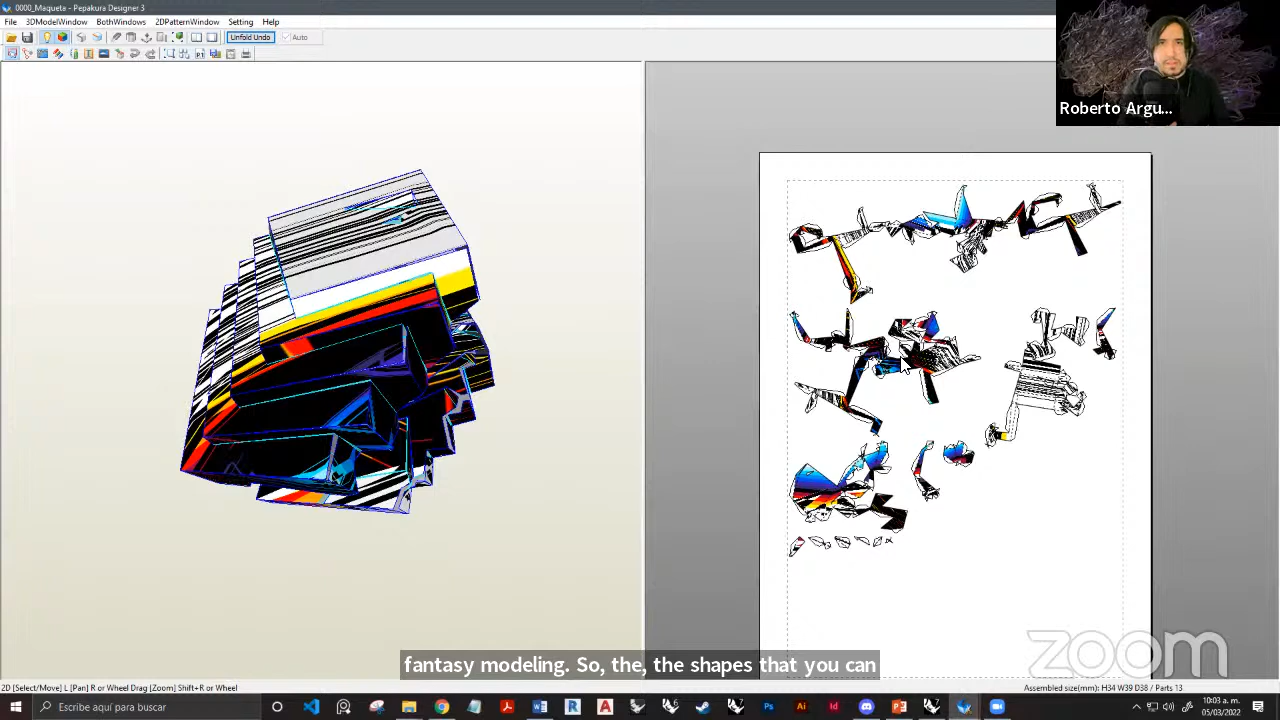 0000_Maqueta - Pepakura Designer 3
File 3DModelWindow BothWindows 2DPatternWindow Setting Help
Unfold Undo Auto
Roberto Argu...
fantasy modeling. So, the, the shapes that you can
zoom
2D [Select/Move] L [Pan] R or Wheel Drag [Zoom] Shift+R or Wheel
Assembled size(mm): H34 W39 D38 / Parts 13
Escribe aquí para buscar
10:03 a. m.
05/03/2022